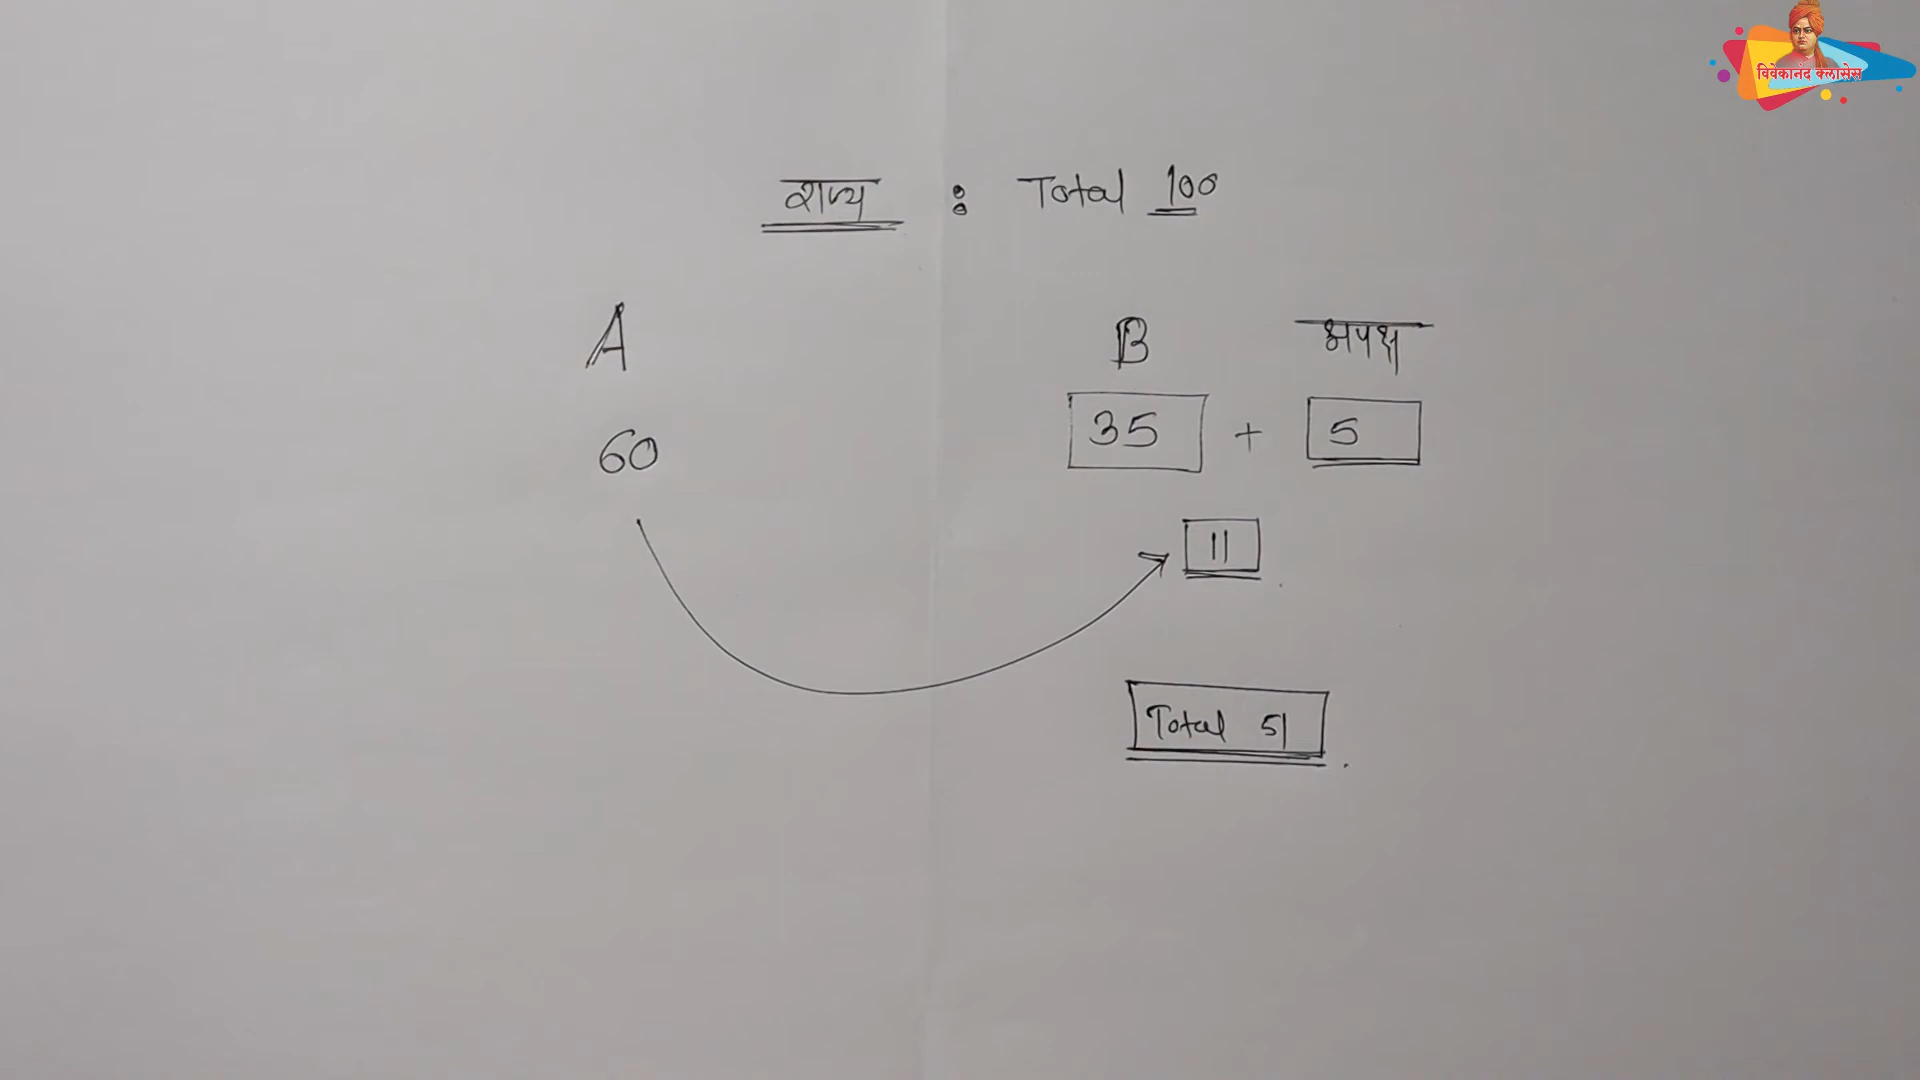 विवेकानंद क्लासेस
राज्य : Total 100
A B अपक्ष
60 35 + 5
11
Total 51